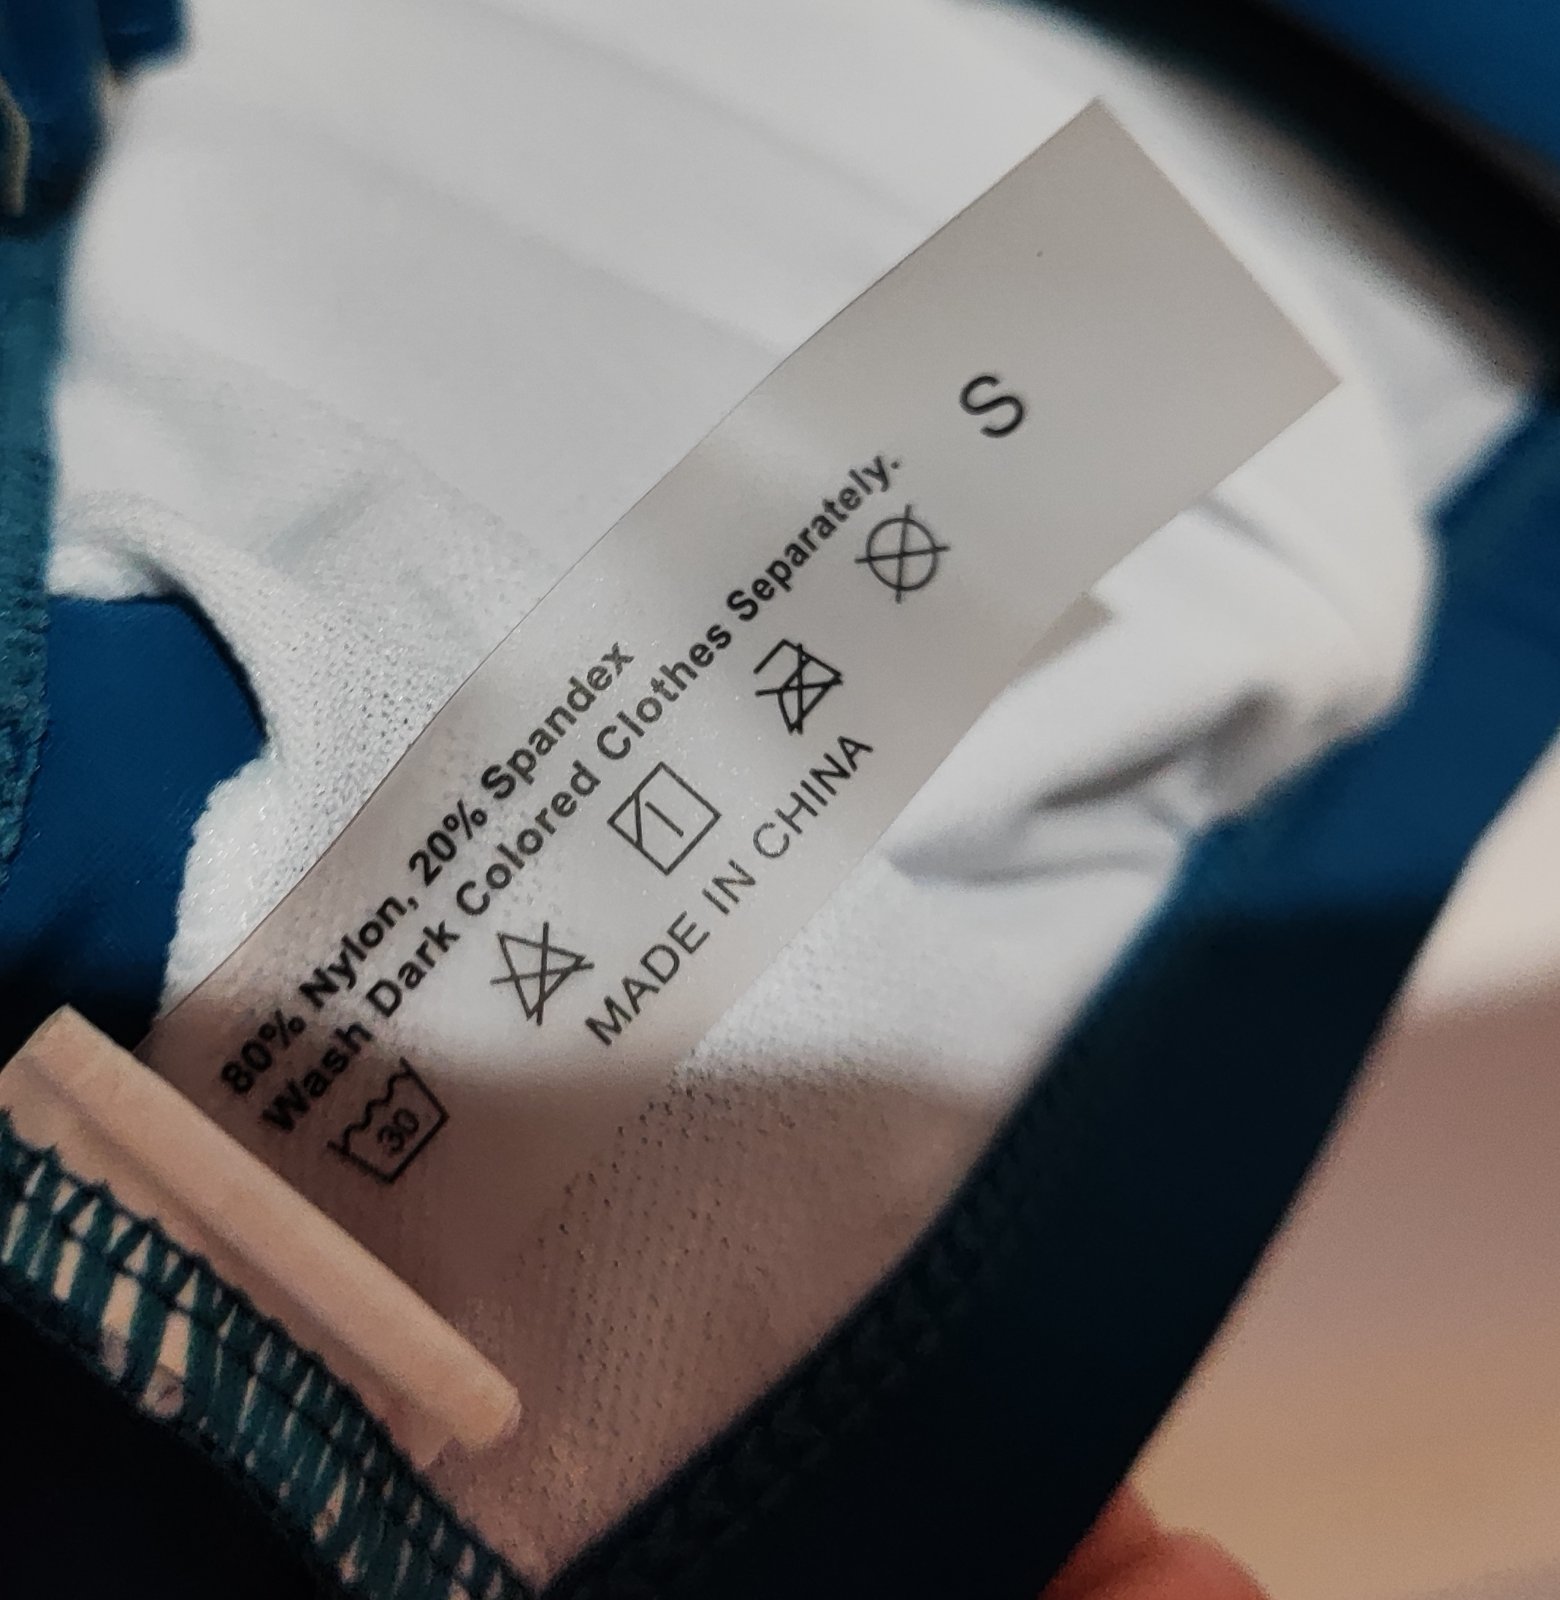 80% Nylon, 20% Spandex
Wash Dark Colored Clothes Separately.
30
MADE IN CHINA
S